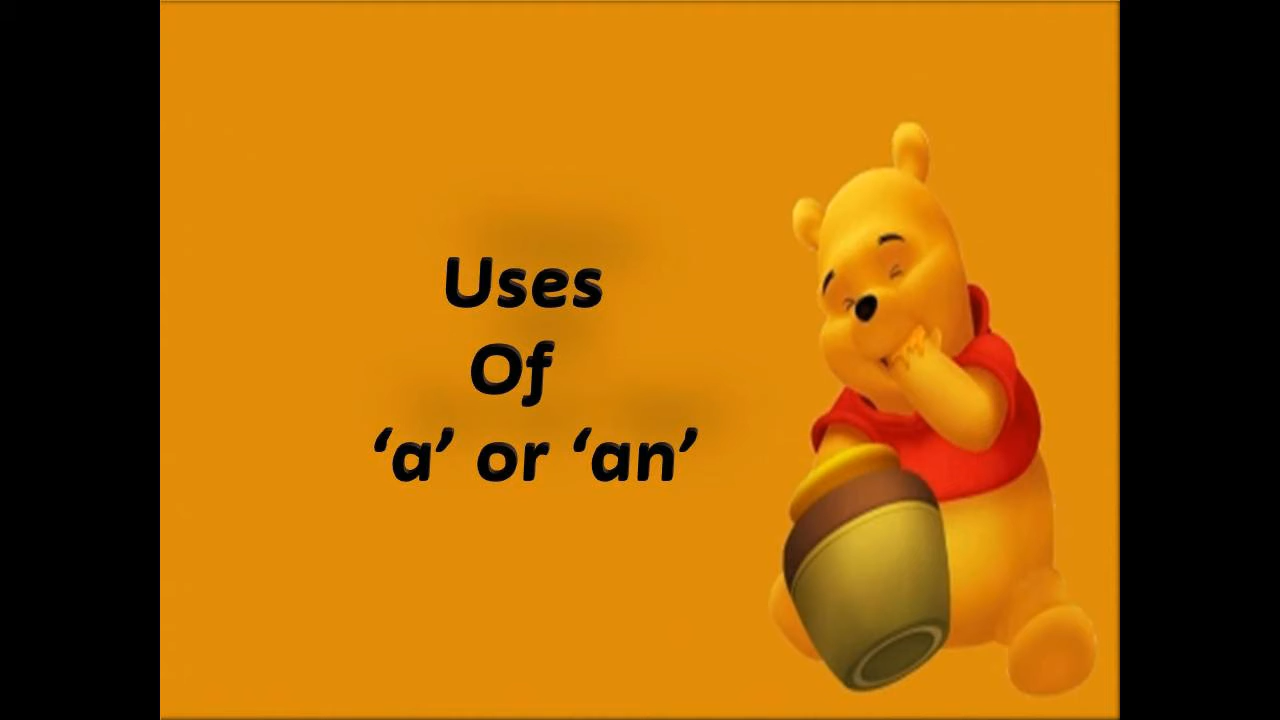 Uses
Of
‘a’ or ‘an’